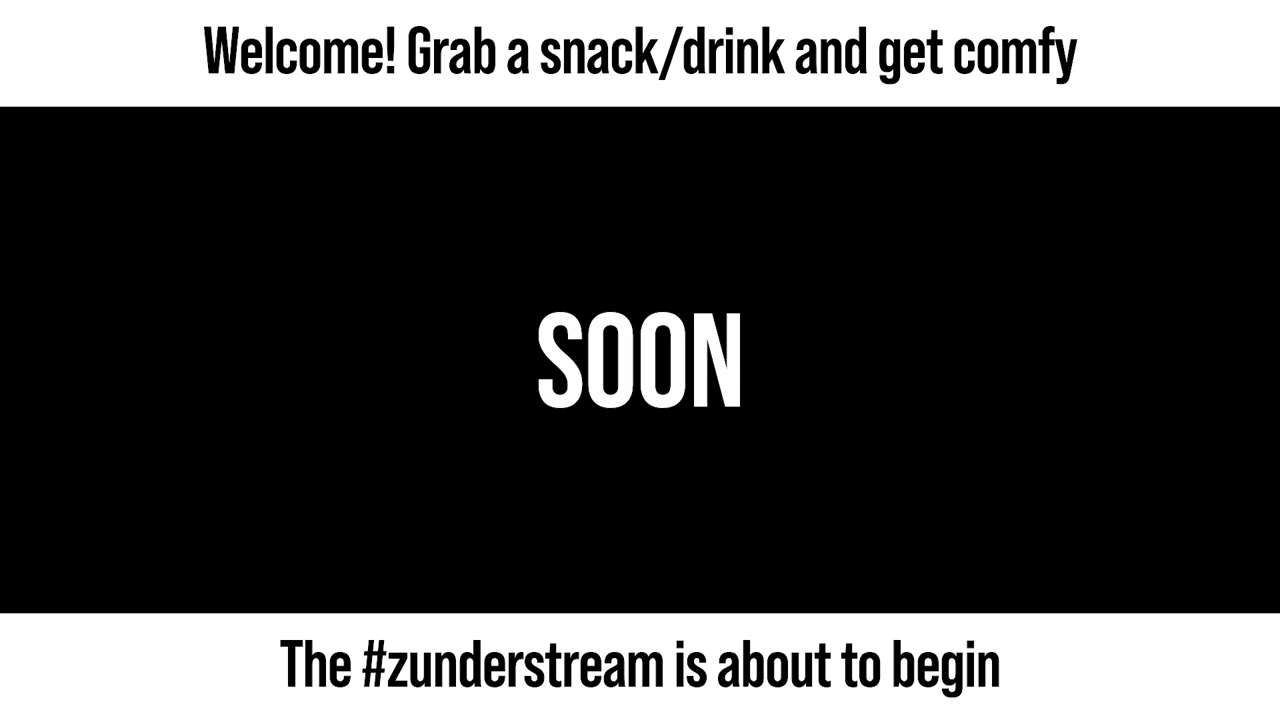 Welcome! Grab a snack/drink and get comfy
SOON
The #zunderstream is about to begin